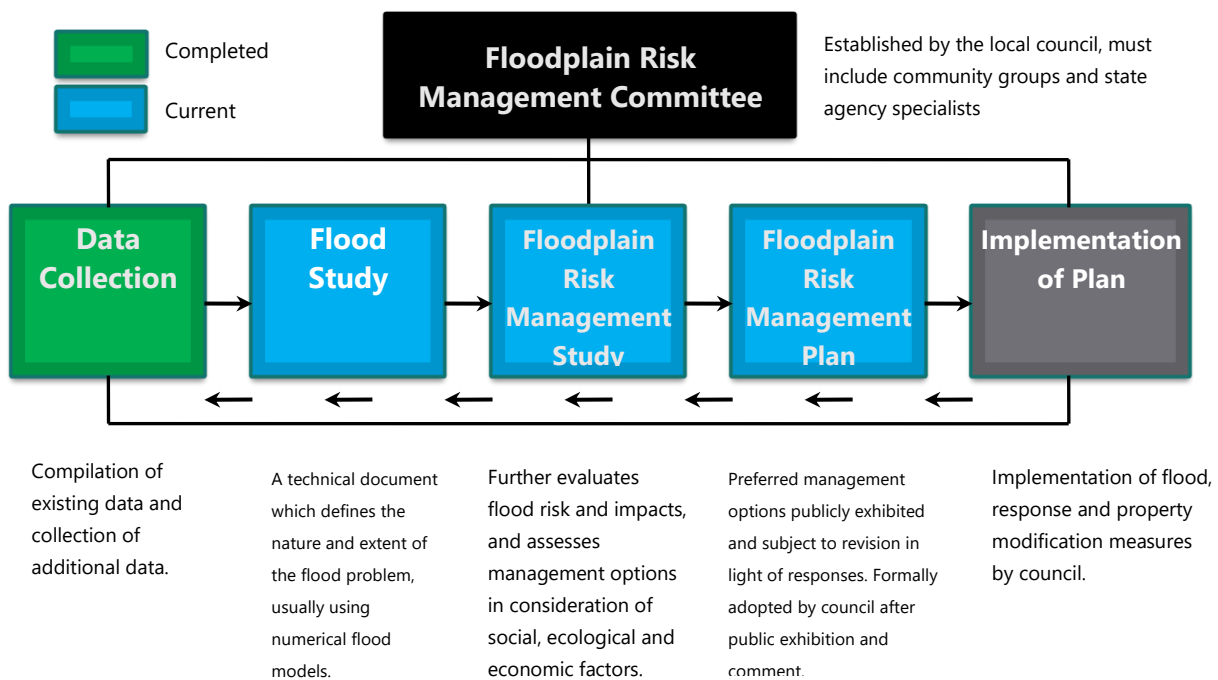 Completed
Current
Floodplain Risk
Management Committee
Established by the local council, must
include community groups and state
agency specialists
Data
Collection
Flood
Study
Floodplain
Risk
Management
Study
Floodplain
Risk
Management
Plan
Implementation
of Plan
Compilation of
existing data and
collection of
additional data.
A technical document
which defines the
nature and extent of
the flood problem,
usually using
numerical flood
models.
Further evaluates
flood risk and impacts,
and assesses
management options
in consideration of
social, ecological and
economic factors.
Preferred management
options publicly exhibited
and subject to revision in
light of responses. Formally
adopted by council after
public exhibition and
comment.
Implementation of flood,
response and property
modification measures
by council.